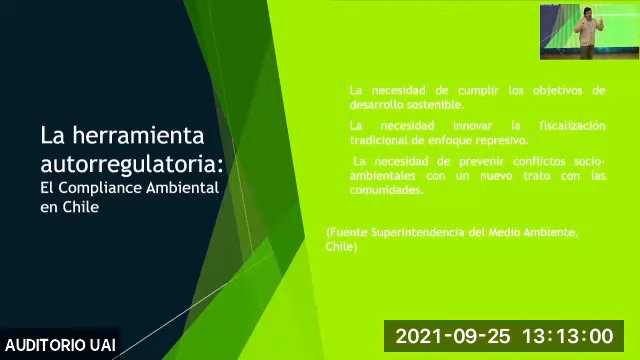 La herramienta
autorregulatoria:
El Compliance Ambiental
en Chile
La necesidad de cumplir los objetivos de
desarrollo sostenible.
La necesidad innovar la fiscalización
tradicional de enfoque represivo.
La necesidad de prevenir conflictos socio-
ambientales con un nuevo trato con las
comunidades.
(Fuente Superintendencia del Medio Ambiente,
Chile)
AUDITORIO UAI
2021-09-25 13:13:00